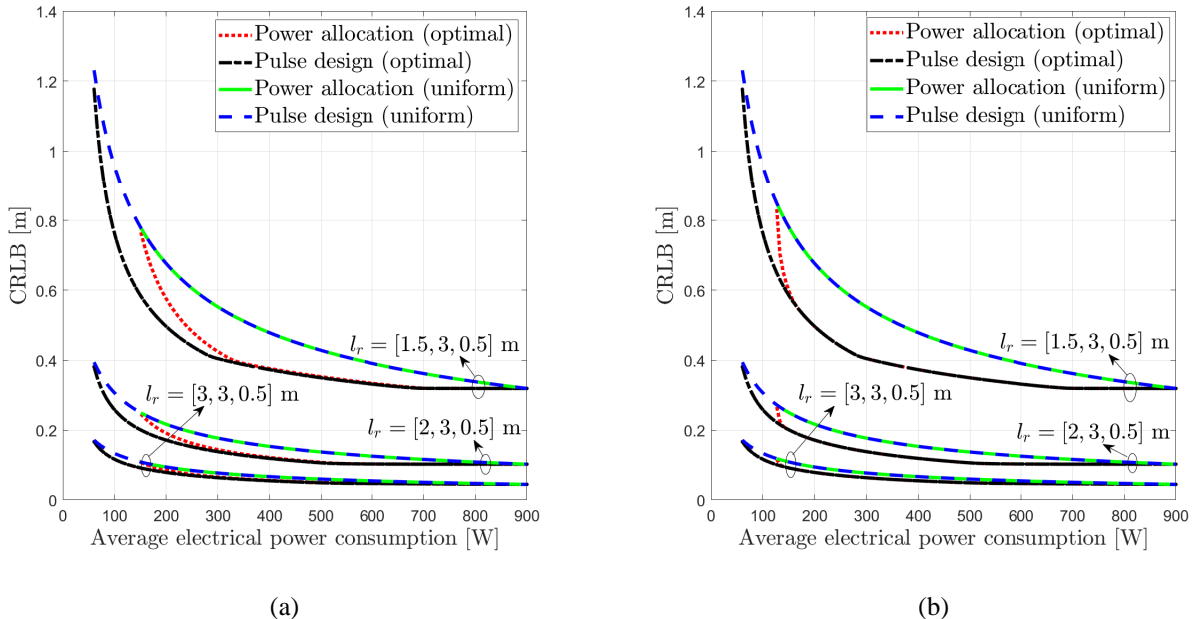 1.4
1.2
1
0.8
0.6
0.4
0.2
0
CRLB [m]
Power allocation (optimal)
Pulse design (optimal)
Power allocation (uniform)
Pulse design (uniform)
l_r = [1.5, 3, 0.5] m
l_r = [3, 3, 0.5] m
l_r = [2, 3, 0.5] m
0 100 200 300 400 500 600 700 800 900
Average electrical power consumption [W]
(a)
1.4
1.2
1
0.8
0.6
0.4
0.2
0
CRLB [m]
Power allocation (optimal)
Pulse design (optimal)
Power allocation (uniform)
Pulse design (uniform)
l_r = [1.5, 3, 0.5] m
l_r = [3, 3, 0.5] m
l_r = [2, 3, 0.5] m
0 100 200 300 400 500 600 700 800 900
Average electrical power consumption [W]
(b)